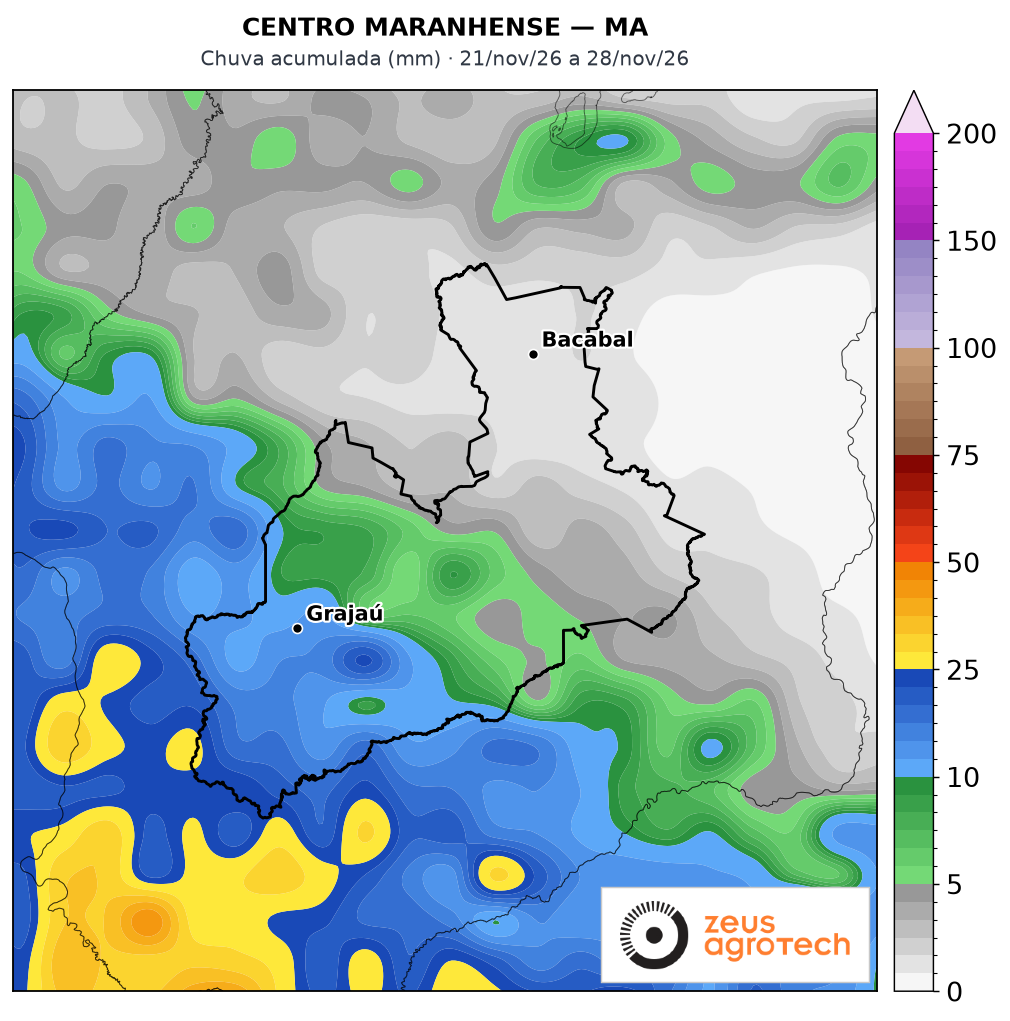 CENTRO MARANHENSE — MA
Chuva acumulada (mm) · 21/nov/26 a 28/nov/26
Bacabal
Grajaú
200
150
100
75
50
25
10
5
0
zeus
agrotech